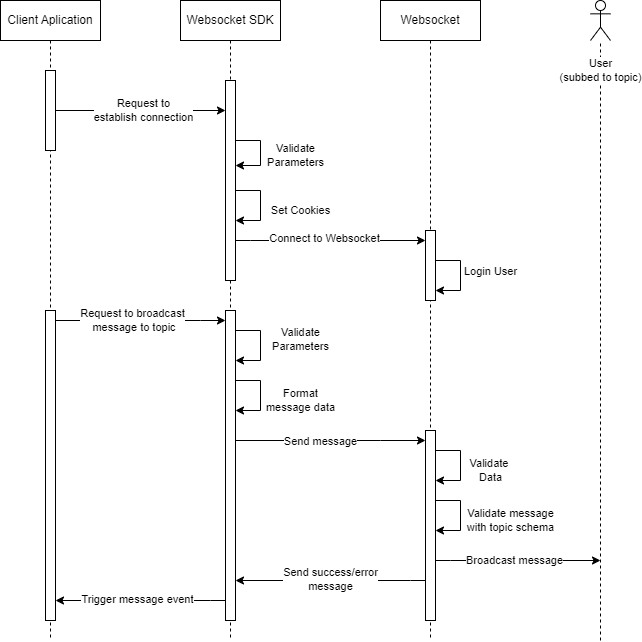 Client Aplication
Websocket SDK
Websocket
User
(subbed to topic)
Request to
establish connection
Validate
Parameters
Set Cookies
Connect to Websocket
Login User
Request to broadcast
message to topic
Validate
Parameters
Format
message data
Send message
Validate
Data
Validate message
with topic schema
Broadcast message
Send success/error
message
Trigger message event